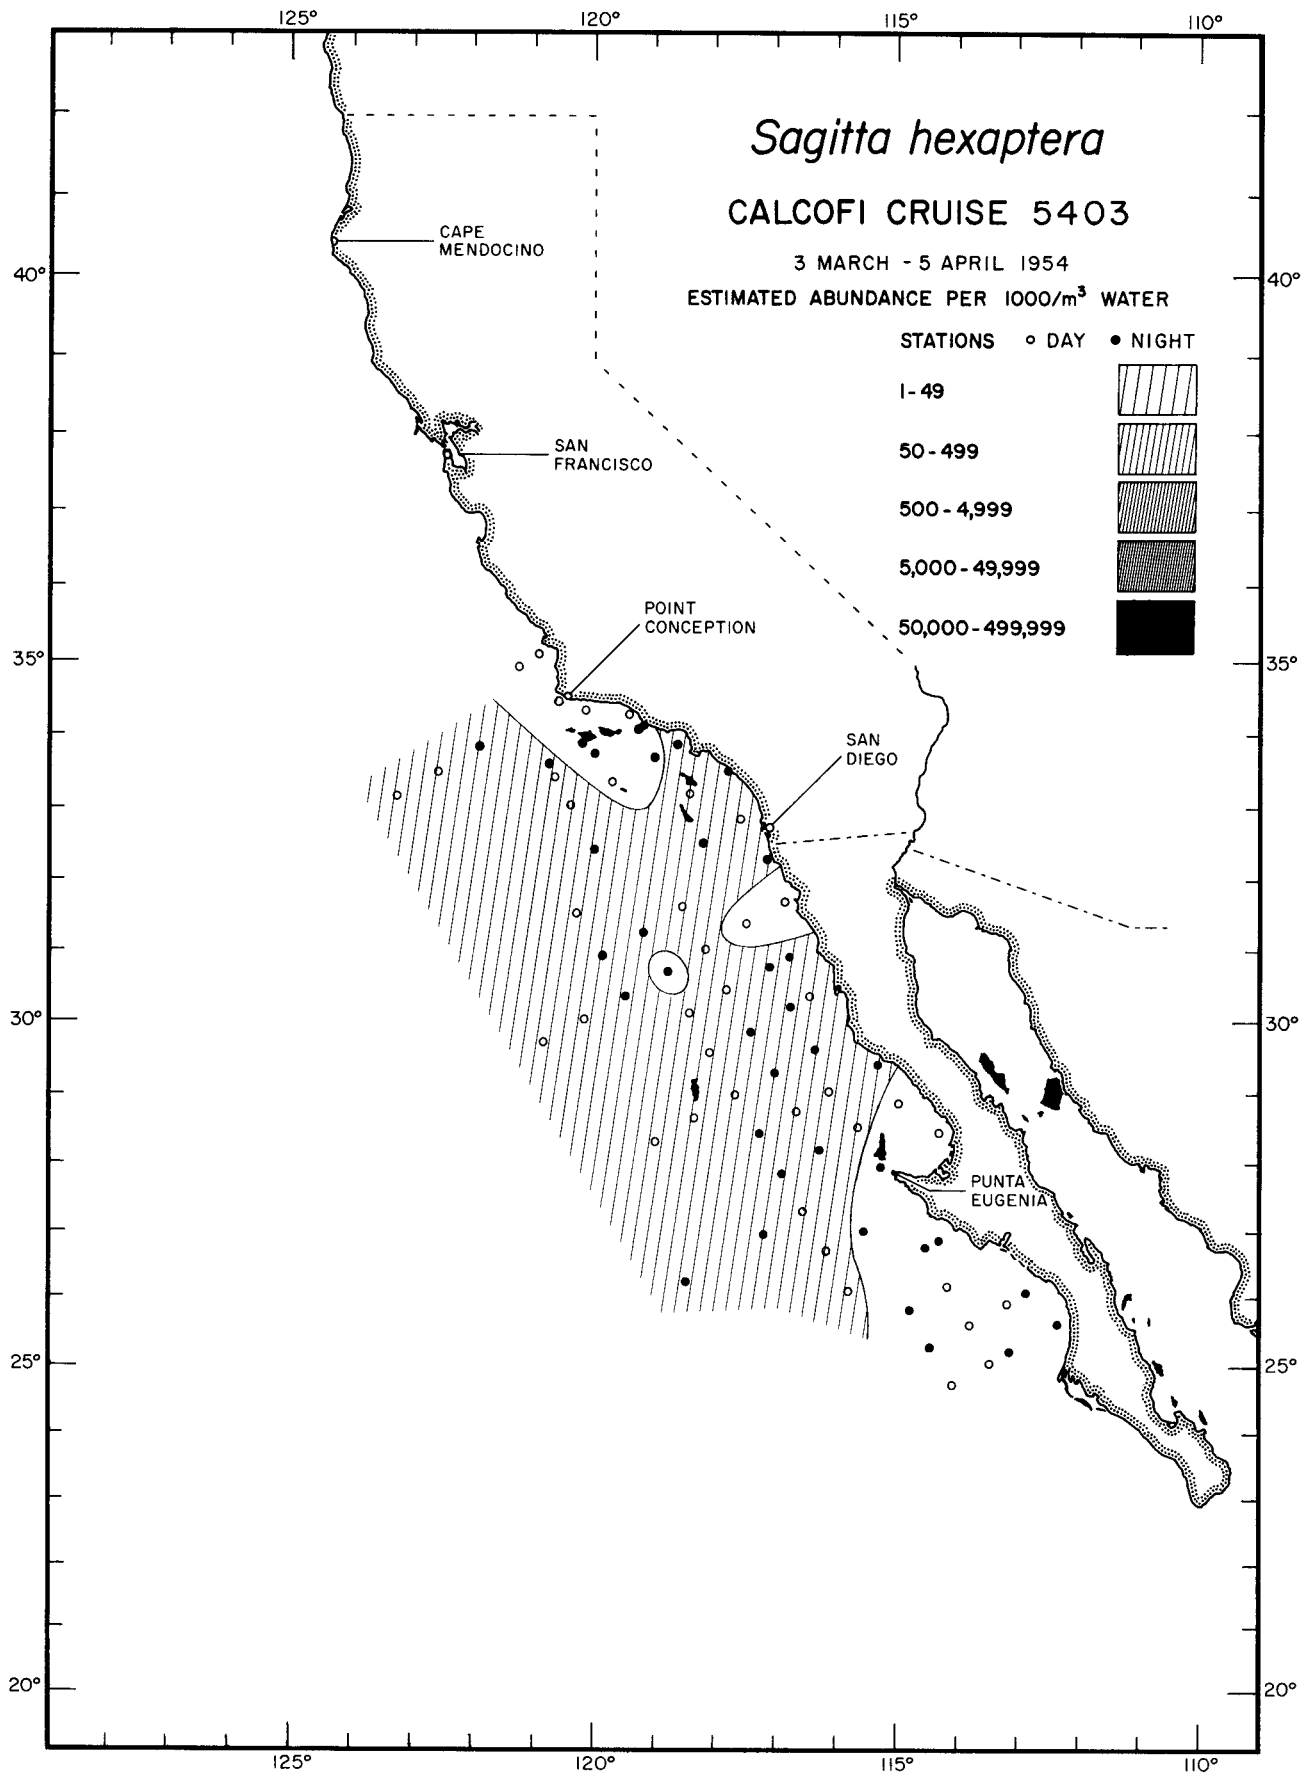 125° 120° 115° 110°
Sagitta hexaptera
CALCOFI CRUISE 5403
3 MARCH - 5 APRIL 1954
ESTIMATED ABUNDANCE PER 1000/m³ WATER
STATIONS ○ DAY ● NIGHT
1-49
50-499
500-4,999
5,000-49,999
50,000-499,999
CAPE
MENDOCINO
40° 40°
SAN
FRANCISCO
POINT
CONCEPTION
35° 35°
SAN
DIEGO
30° 30°
PUNTA
EUGENIA
25° 25°
20° 20°
125° 120° 115° 110°